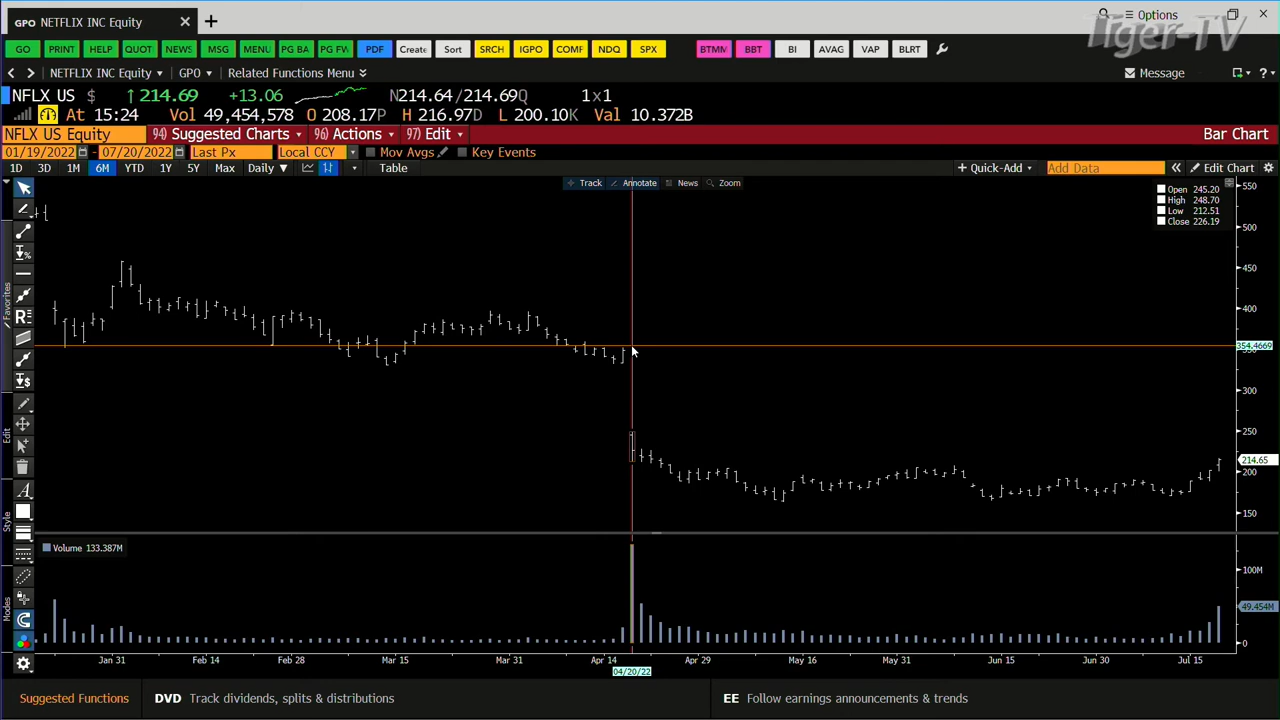 GPO NETFLIX INC Equity
Options
Tiger-TV
GO PRINT HELP QUOT NEWS MSG MENU PG BA PG FV PDF Create Sort SRCH IGPO COMF NDQ SPX BTMM BBT BI AVAG VAP BLRT
NETFLIX INC Equity GPO Related Functions Menu Message
NFLX US $ ↑214.69 +13.06 N214.64/214.69Q 1x1
At 15:24 Vol 49,454,578 O 208.17P H 216.97D L 200.10K Val 10.372B
NFLX US Equity 94) Suggested Charts 96) Actions 97) Edit Bar Chart
01/19/2022 - 07/20/2022 Last Px Local CCY Mov Avgs Key Events
1D 3D 1M 6M YTD 1Y 5Y Max Daily Table + Quick-Add Add Data « Edit Chart
Track Annotate News Zoom
Open 245.20
High 248.70
Low 212.51
Close 226.19
550
500
450
400
354.4669
350
300
250
214.65
200
150
Favorites
Edit
Style
Modes
Volume 133.387M
100M
49.454M
0
Jan 31 Feb 14 Feb 28 Mar 15 Mar 31 Apr 14 Apr 29 May 16 May 31 Jun 15 Jun 30 Jul 15
04/20/22
Suggested Functions DVD Track dividends, splits & distributions EE Follow earnings announcements & trends